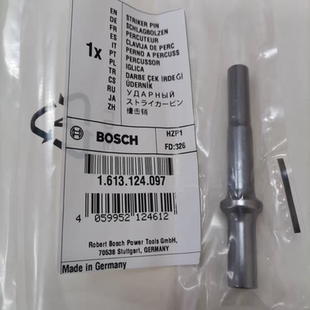 1x
EN STRIKER PIN
DE SCHLAGBOLZEN
FR PERCUTEUR
ES CLAVIJA DE PERC
IT PERNO A PERCUSS
PT PERCUSSOR
PL IGLICA
TR DARBE ÇEK İRDEĞİ
CS ÚDERNÍK
RU УДАРНЫЙ
JA ストライカーピン
ZH 撞击销
BOSCH
HZP1
FD:326
1.613.124.097
4 059952 124612
Robert Bosch Power Tools GmbH,
70538 Stuttgart, GERMANY
Made in Germany